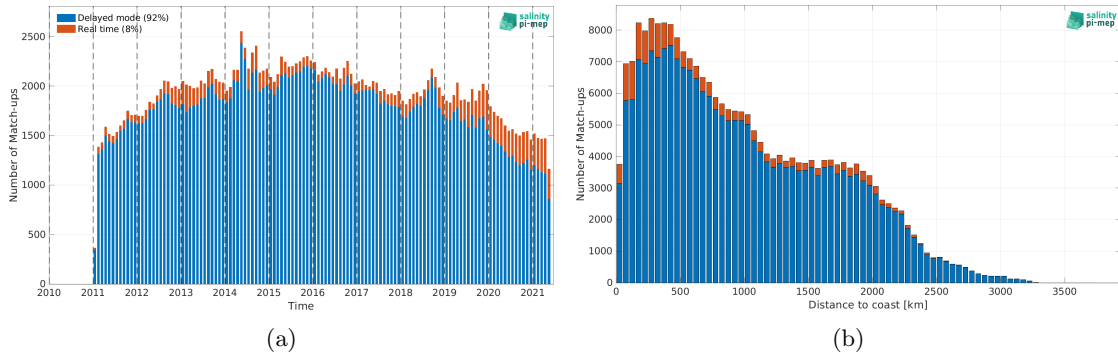 Delayed mode (92%)
Real time (8%)
salinity
pi-mep
Number of Match-ups
2500
2000
1500
1000
500
0
2010 2011 2012 2013 2014 2015 2016 2017 2018 2019 2020 2021
Time
(a)
salinity
pi-mep
Number of Match-ups
8000
7000
6000
5000
4000
3000
2000
1000
0
0 500 1000 1500 2000 2500 3000 3500
Distance to coast [km]
(b)